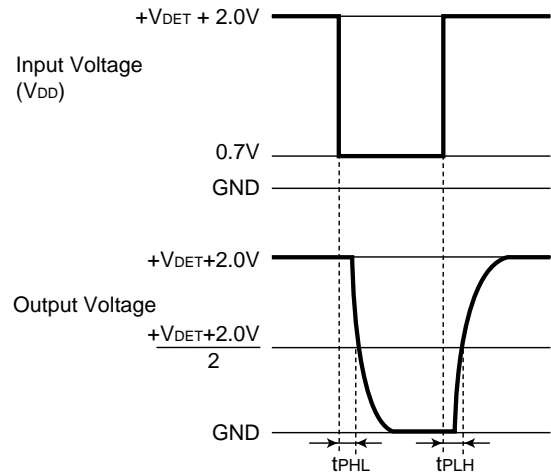 +VDET + 2.0V
Input Voltage
(VDD)
0.7V
GND
+VDET+2.0V
Output Voltage
+VDET+2.0V
2
GND
tPHL
tPLH